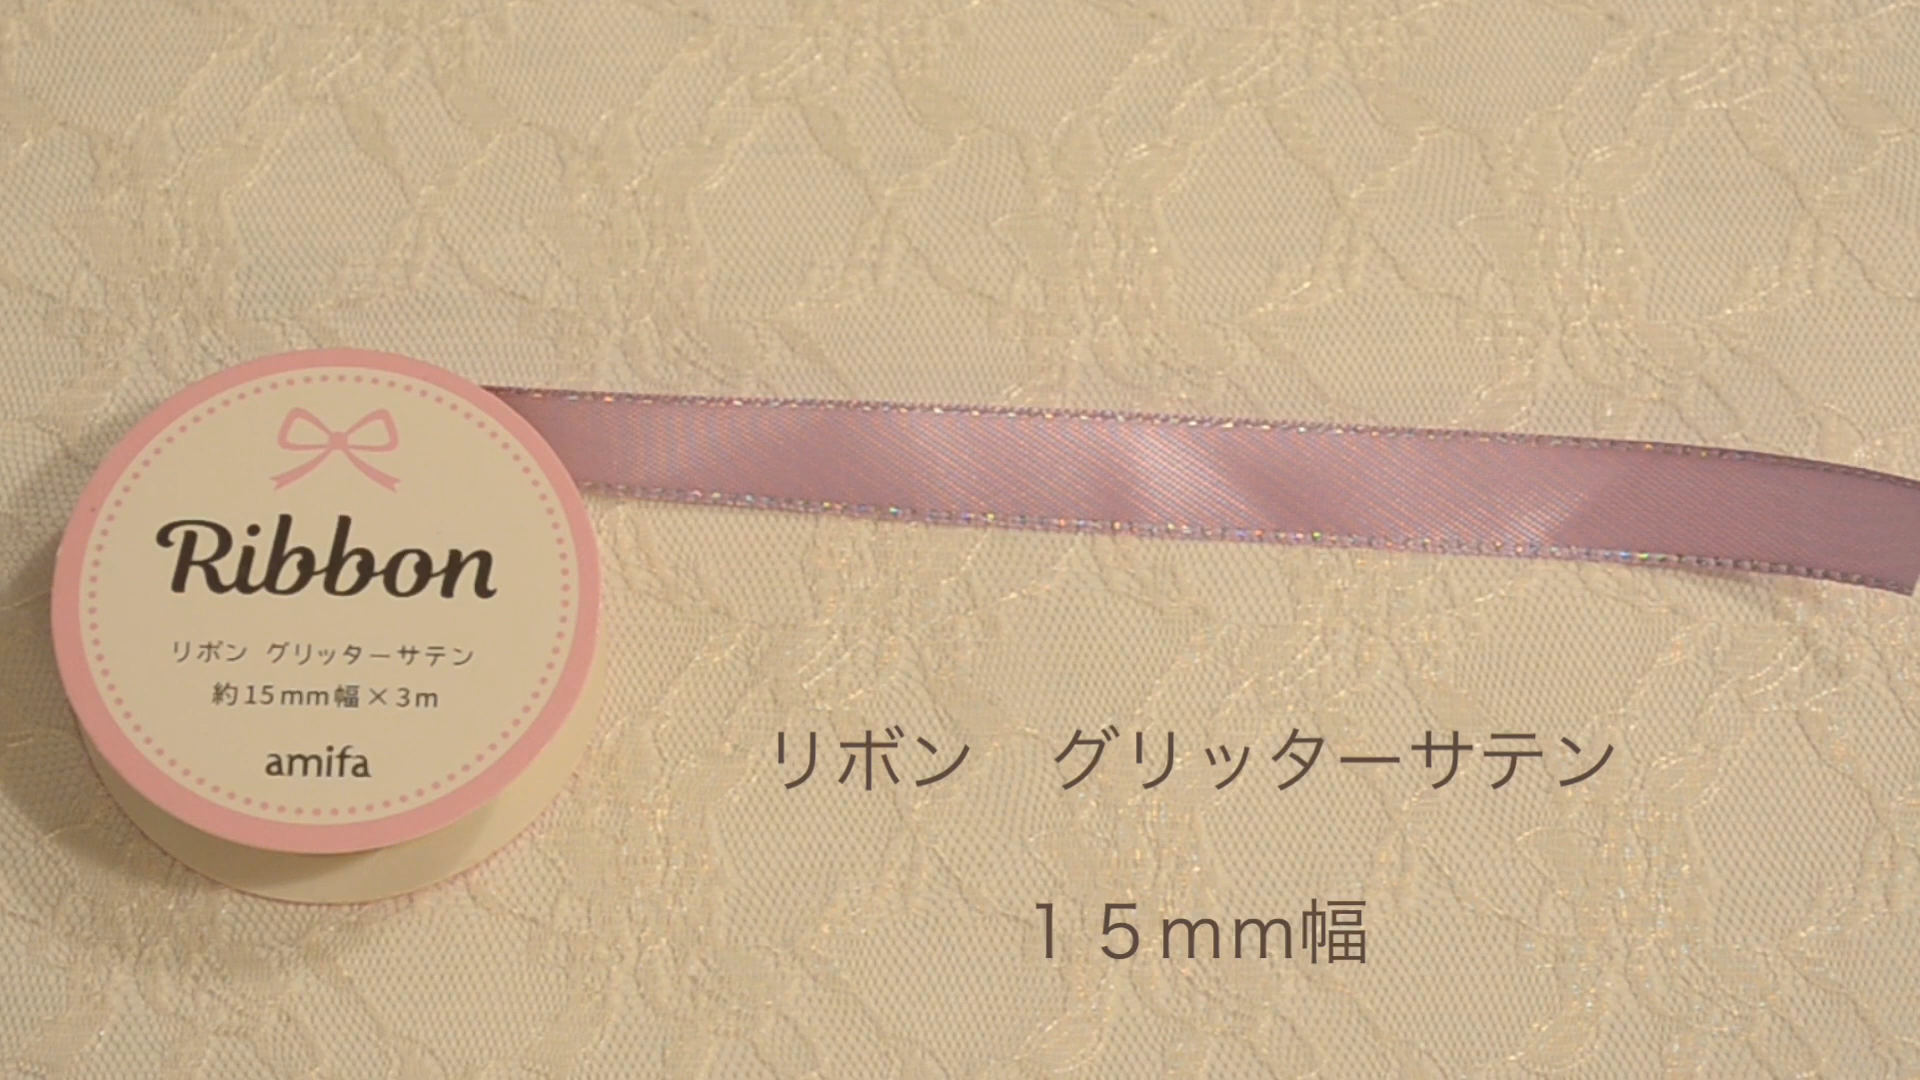 Ribbon
リボン グリッターサテン
約15mm幅×3m
amifa
リボン　グリッターサテン
１５mm幅